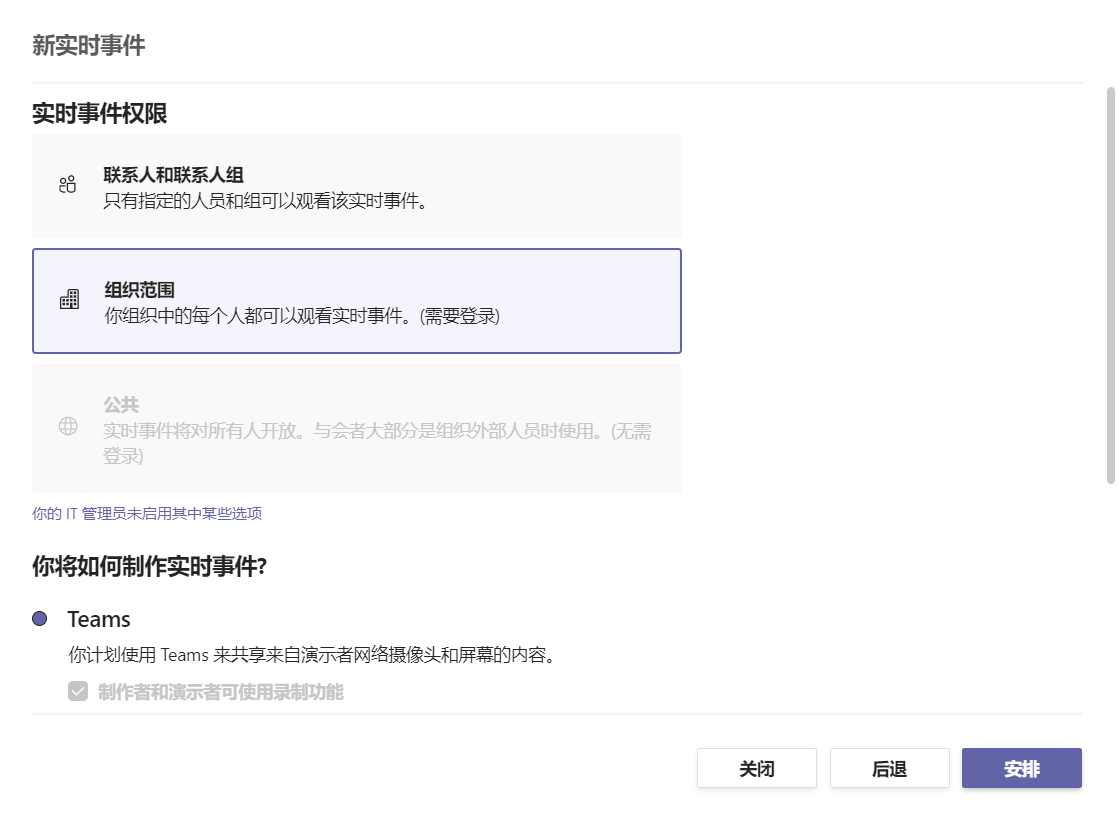 新实时事件
实时事件权限
联系人和联系人组
只有指定的人员和组可以观看该实时事件。
组织范围
你组织中的每个人都可以观看实时事件。(需要登录)
公共
实时事件将对所有人开放。与会者大部分是组织外部人员时使用。(无需
登录)
你的 IT 管理员未启用其中某些选项
你将如何制作实时事件?
Teams
你计划使用 Teams 来共享来自演示者网络摄像头和屏幕的内容。
制作者和演示者可使用录制功能
关闭
后退
安排